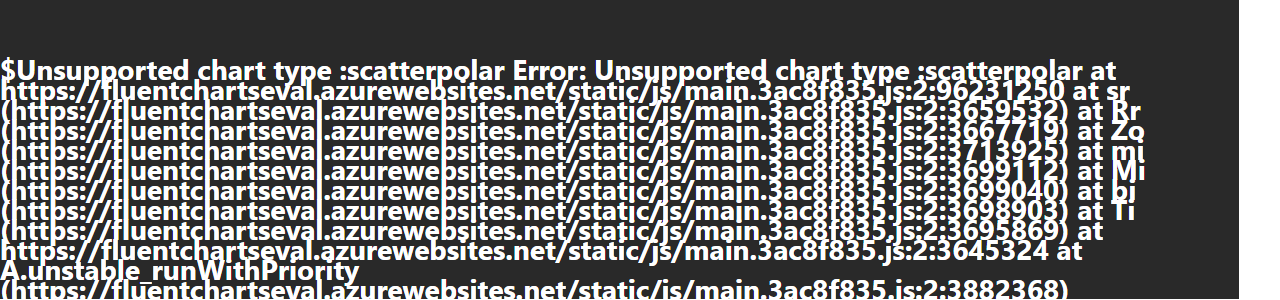 $Unsupported chart type :scatterpolar Error: Unsupported chart type :scatterpolar at
https://fluentchartseval.azurewebsites.net/static/js/main.3ac8f835.js:2:96231250 at sr
(https://fluentchartseval.azurewebsites.net/static/js/main.3ac8f835.js:2:3659532) at Rr
(https://fluentchartseval.azurewebsites.net/static/js/main.3ac8f835.js:2:3667719) at Zo
(https://fluentchartseval.azurewebsites.net/static/js/main.3ac8f835.js:2:3713925) at ml
(https://fluentchartseval.azurewebsites.net/static/js/main.3ac8f835.js:2:3699112) at Mi
(https://fluentchartseval.azurewebsites.net/static/js/main.3ac8f835.js:2:3699040) at bj
(https://fluentchartseval.azurewebsites.net/static/js/main.3ac8f835.js:2:3698903) at Ti
(https://fluentchartseval.azurewebsites.net/static/js/main.3ac8f835.js:2:3695869) at
https://fluentchartseval.azurewebsites.net/static/js/main.3ac8f835.js:2:3645324 at
A.unstable_runWithPriority
(https://fluentchartseval.azurewebsites.net/static/js/main.3ac8f835.js:2:3882368)